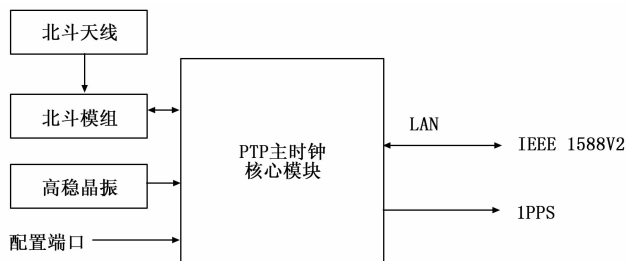 北斗天线
北斗模组
高稳晶振
配置端口
PTP主时钟
核心模块
LAN
IEEE 1588V2
1PPS